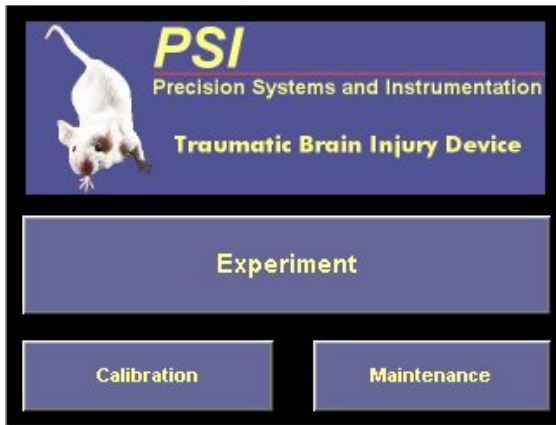 PSI
Precision Systems and Instrumentation
Traumatic Brain Injury Device
Experiment
Calibration
Maintenance